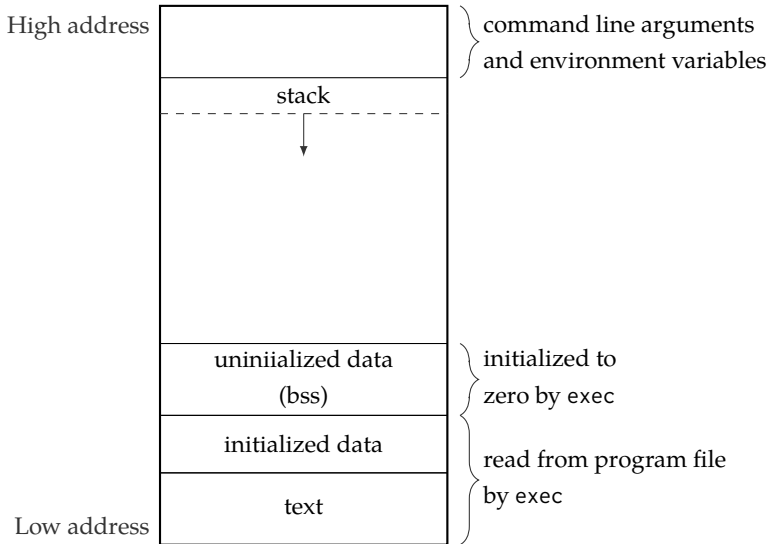 High address
command line arguments
and environment variables
stack
uniniialized data
(bss)
initialized to
zero by exec
initialized data
read from program file
by exec
text
Low address